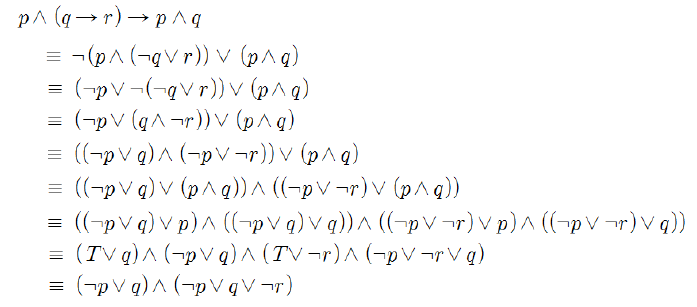 p ∧ (q → r) → p ∧ q
≡ ¬(p ∧ (¬q ∨ r)) ∨ (p ∧ q)
≡ (¬p ∨ ¬(¬q ∨ r)) ∨ (p ∧ q)
≡ (¬p ∨ (q ∧ ¬r)) ∨ (p ∧ q)
≡ ((¬p ∨ q) ∧ (¬p ∨ ¬r)) ∨ (p ∧ q)
≡ ((¬p ∨ q) ∨ (p ∧ q)) ∧ ((¬p ∨ ¬r) ∨ (p ∧ q))
≡ ((¬p ∨ q) ∨ p) ∧ ((¬p ∨ q) ∨ q)) ∧ ((¬p ∨ ¬r) ∨ p) ∧ ((¬p ∨ ¬r) ∨ q))
≡ (T ∨ q) ∧ (¬p ∨ q) ∧ (T ∨ ¬r) ∧ (¬p ∨ ¬r ∨ q)
≡ (¬p ∨ q) ∧ (¬p ∨ q ∨ ¬r)